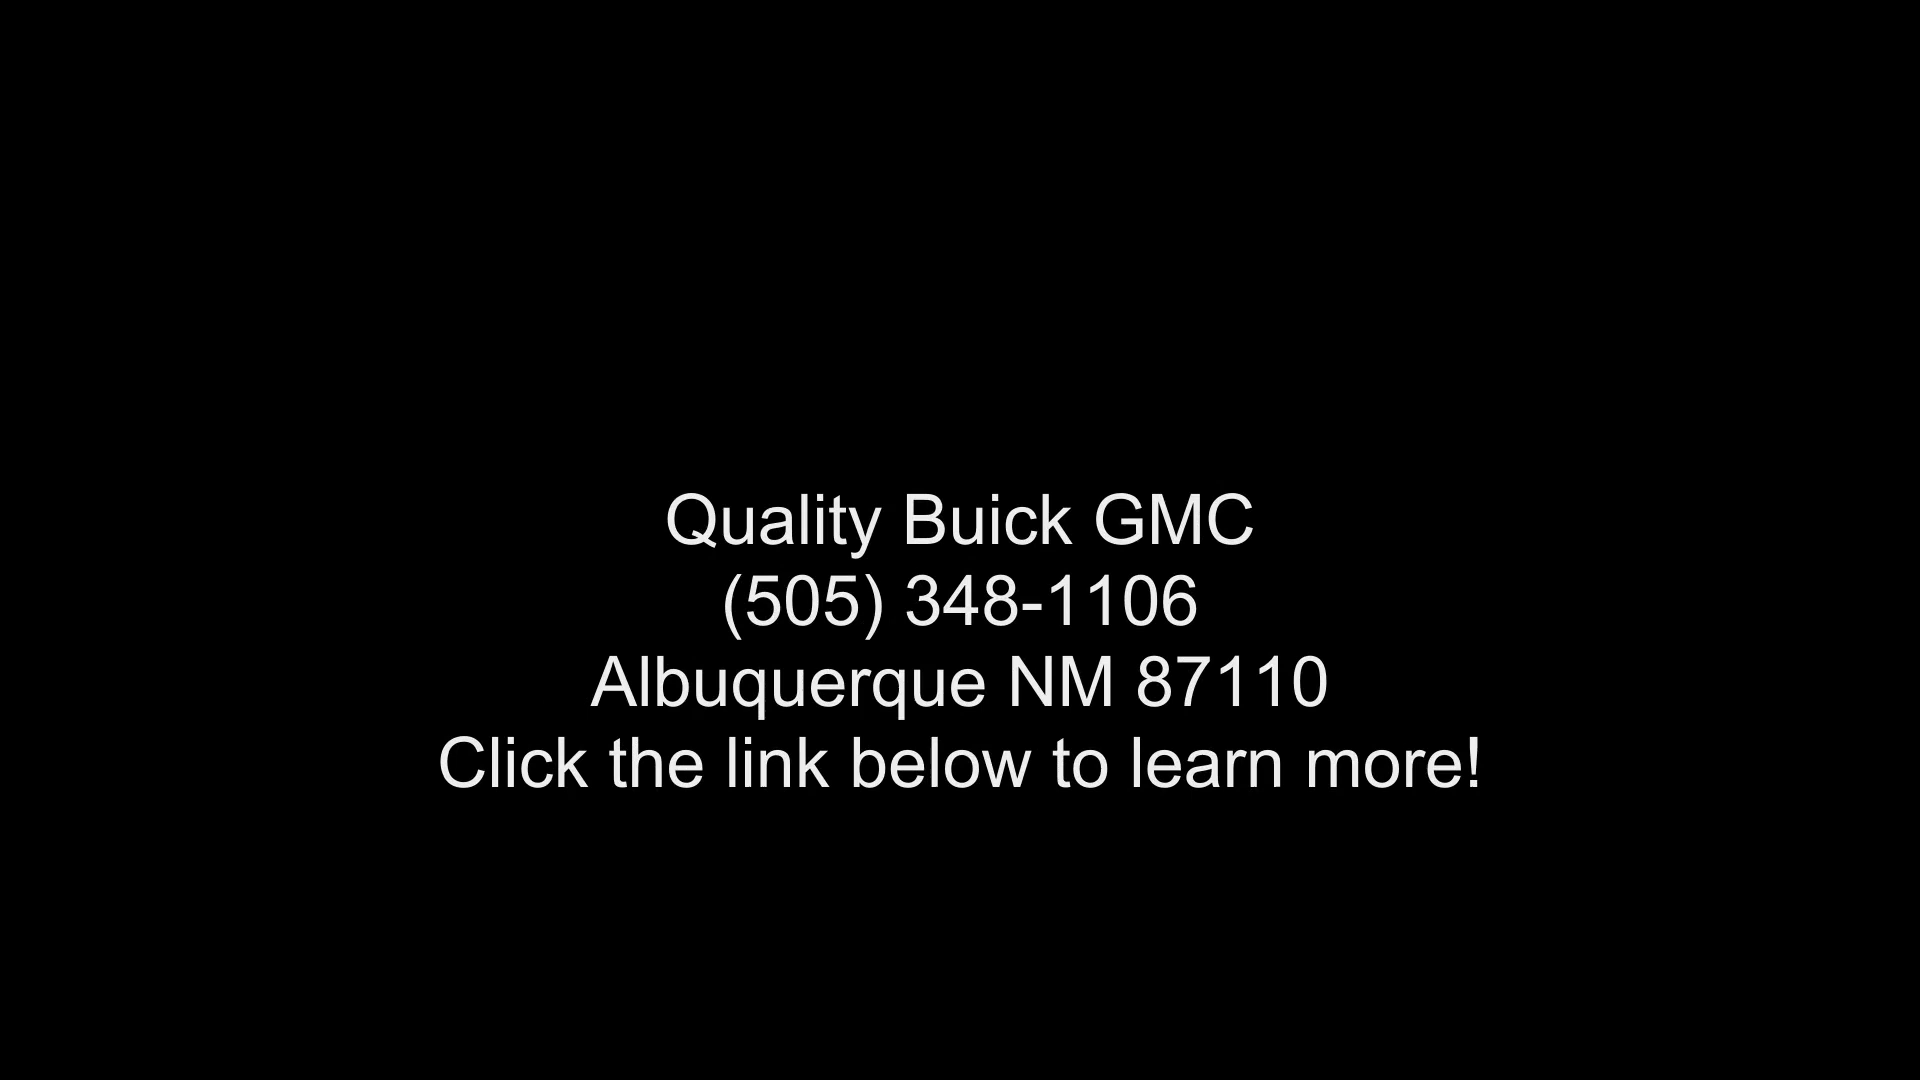 Quality Buick GMC
(505) 348-1106
Albuquerque NM 87110
Click the link below to learn more!